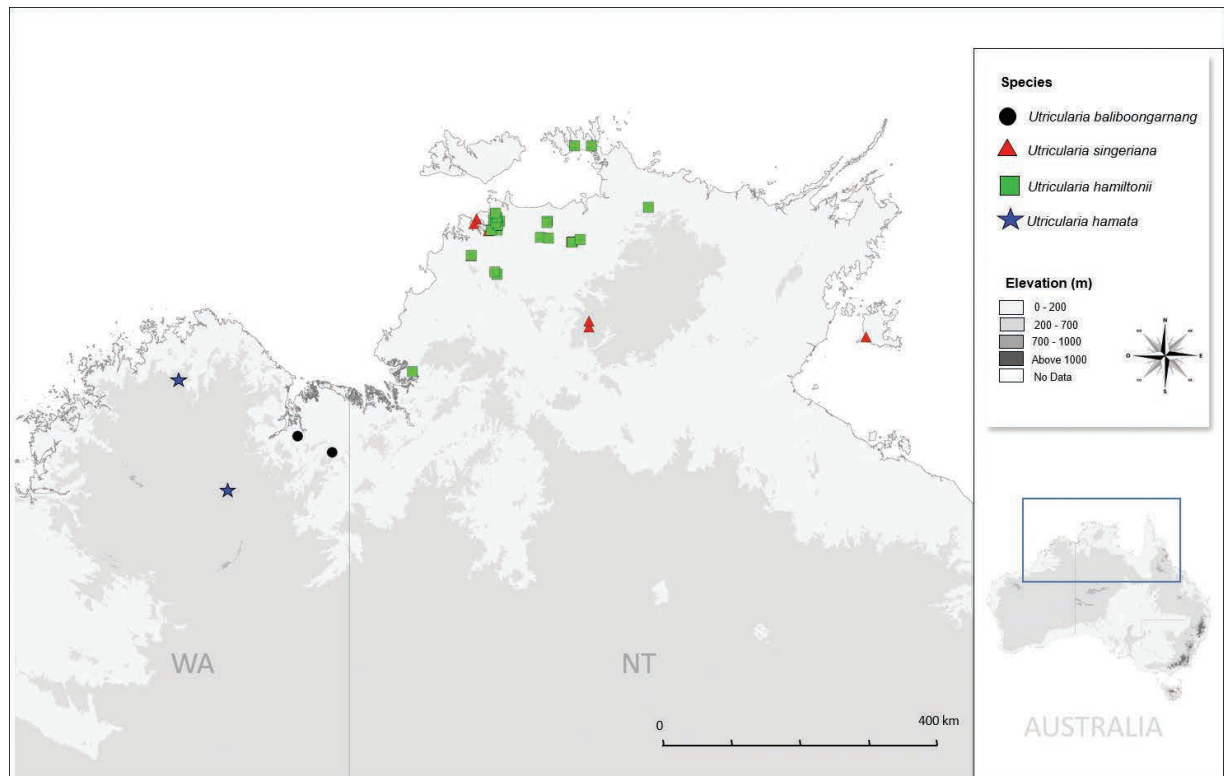 Species
Utricularia baliboongarnang
Utricularia singeriana
Utricularia hamiltonii
Utricularia hamata
Elevation (m)
0 - 200
200 - 700
700 - 1000
Above 1000
No Data
N
O
E
S
WA
NT
0
400 km
AUSTRALIA